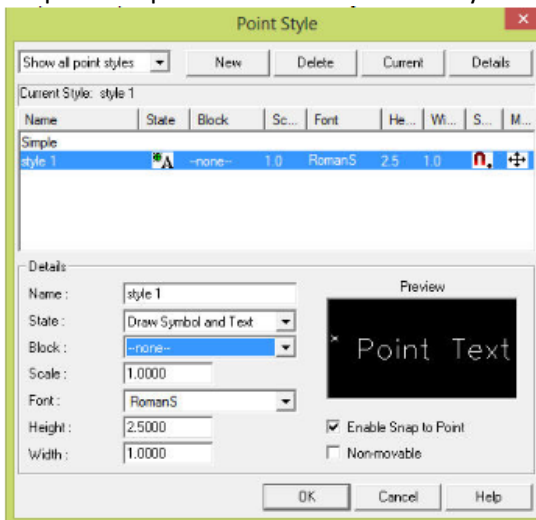 Point Style
Show all point styles New Delete Current Details
Current Style: style 1
Name State Block Sc... Font He... Wi... S... M...
Simple
style 1 A --none-- 1.0 RomanS 2.5 1.0
Details
Name : style 1
State : Draw Symbol and Text
Block : --none--
Scale : 1.0000
Font : RomanS
Height : 2.5000
Width : 1.0000
Preview
Point Text
Enable Snap to Point
Non-movable
OK Cancel Help